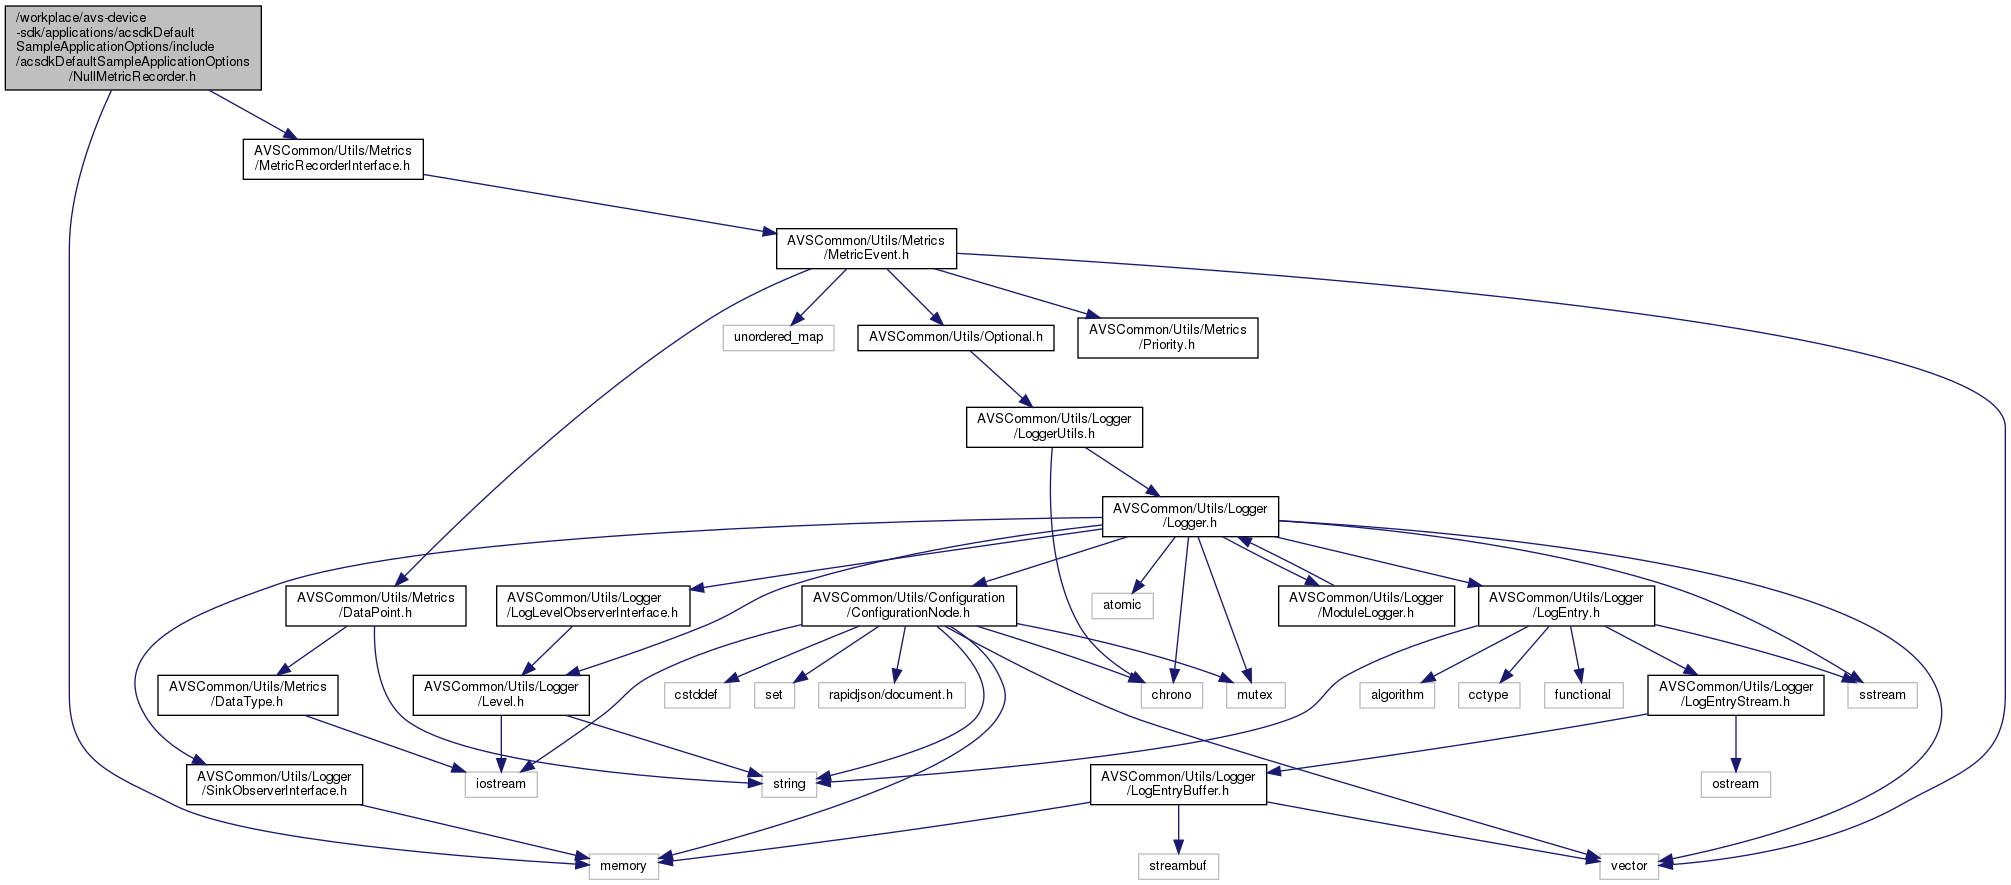 /workplace/avs-device
-sdk/applications/acsdkDefault
SampleApplicationOptions/include
/acsdkDefaultSampleApplicationOptions
/NullMetricRecorder.h
AVSCommon/Utils/Metrics
/MetricRecorderInterface.h
AVSCommon/Utils/Metrics
/MetricEvent.h
unordered_map
AVSCommon/Utils/Optional.h
AVSCommon/Utils/Metrics
/Priority.h
AVSCommon/Utils/Logger
/LoggerUtils.h
AVSCommon/Utils/Logger
/Logger.h
AVSCommon/Utils/Metrics
/DataPoint.h
AVSCommon/Utils/Logger
/LogLevelObserverInterface.h
AVSCommon/Utils/Configuration
/ConfigurationNode.h
atomic
AVSCommon/Utils/Logger
/ModuleLogger.h
AVSCommon/Utils/Logger
/LogEntry.h
AVSCommon/Utils/Metrics
/DataType.h
AVSCommon/Utils/Logger
/Level.h
cstddef
set
rapidjson/document.h
chrono
mutex
algorithm
cctype
functional
AVSCommon/Utils/Logger
/LogEntryStream.h
sstream
AVSCommon/Utils/Logger
/SinkObserverInterface.h
iostream
string
AVSCommon/Utils/Logger
/LogEntryBuffer.h
ostream
memory
streambuf
vector